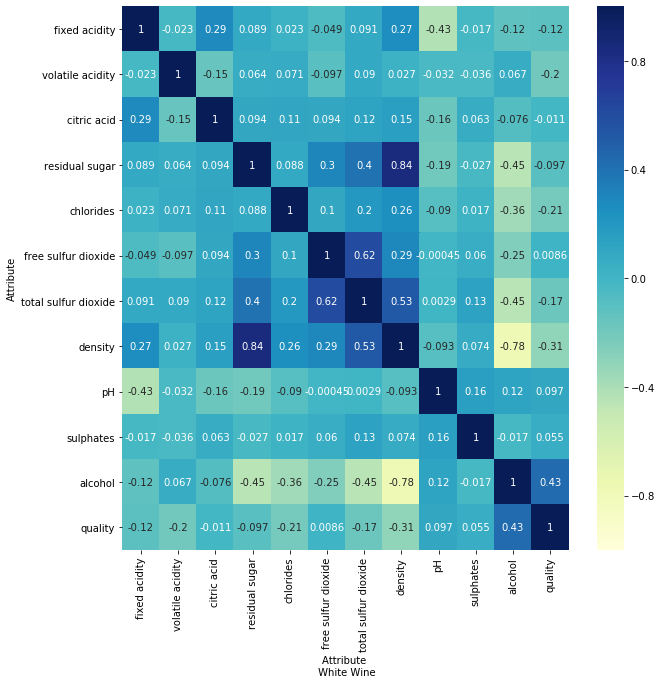 fixed acidity 1 -0.023 0.29 0.089 0.023 -0.049 0.091 0.27 -0.43 -0.017 -0.12 -0.12
volatile acidity -0.023 1 -0.15 0.064 0.071 -0.097 0.09 0.027 -0.032 -0.036 0.067 -0.2
citric acid 0.29 -0.15 1 0.094 0.11 0.094 0.12 0.15 -0.16 0.063 -0.076 -0.011
residual sugar 0.089 0.064 0.094 1 0.088 0.3 0.4 0.84 -0.19 -0.027 -0.45 -0.097
chlorides 0.023 0.071 0.11 0.088 1 0.1 0.2 0.26 -0.09 0.017 -0.36 -0.21
free sulfur dioxide -0.049 -0.097 0.094 0.3 0.1 1 0.62 0.29 -0.00045 0.06 -0.25 0.0086
total sulfur dioxide 0.091 0.09 0.12 0.4 0.2 0.62 1 0.53 0.0029 0.13 -0.45 -0.17
density 0.27 0.027 0.15 0.84 0.26 0.29 0.53 1 -0.093 0.074 -0.78 -0.31
pH -0.43 -0.032 -0.16 -0.19 -0.09 -0.00045 0.0029 -0.093 1 0.16 0.12 0.097
sulphates -0.017 -0.036 0.063 -0.027 0.017 0.06 0.13 0.074 0.16 1 -0.017 0.055
alcohol -0.12 0.067 -0.076 -0.45 -0.36 -0.25 -0.45 -0.78 0.12 -0.017 1 0.43
quality -0.12 -0.2 -0.011 -0.097 -0.21 0.0086 -0.17 -0.31 0.097 0.055 0.43 1
Attribute
fixed acidity
volatile acidity
citric acid
residual sugar
chlorides
free sulfur dioxide
total sulfur dioxide
density
pH
sulphates
alcohol
quality
Attribute
White Wine
0.8
0.4
0.0
-0.4
-0.8